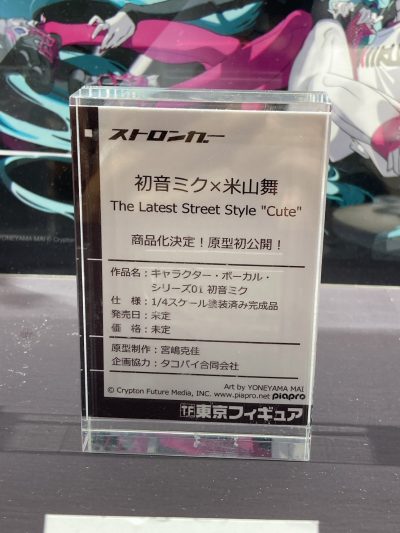 ストロンガー
初音ミク×米山舞
The Latest Street Style "Cute"
商品化決定！原型初公開！
作品名：キャラクター・ボーカル・
シリーズ01 初音ミク
仕　様：1/4スケール塗装済み完成品
発売日：未定
価　格：未定
原型制作：宮嶋克佳
企画協力：タコバイ合同会社
Art by YONEYAMA MAI
© Crypton Future Media, INC. www.piapro.net piapro
TF 東京フィギュア
YONEYAMA MAI © Crypton